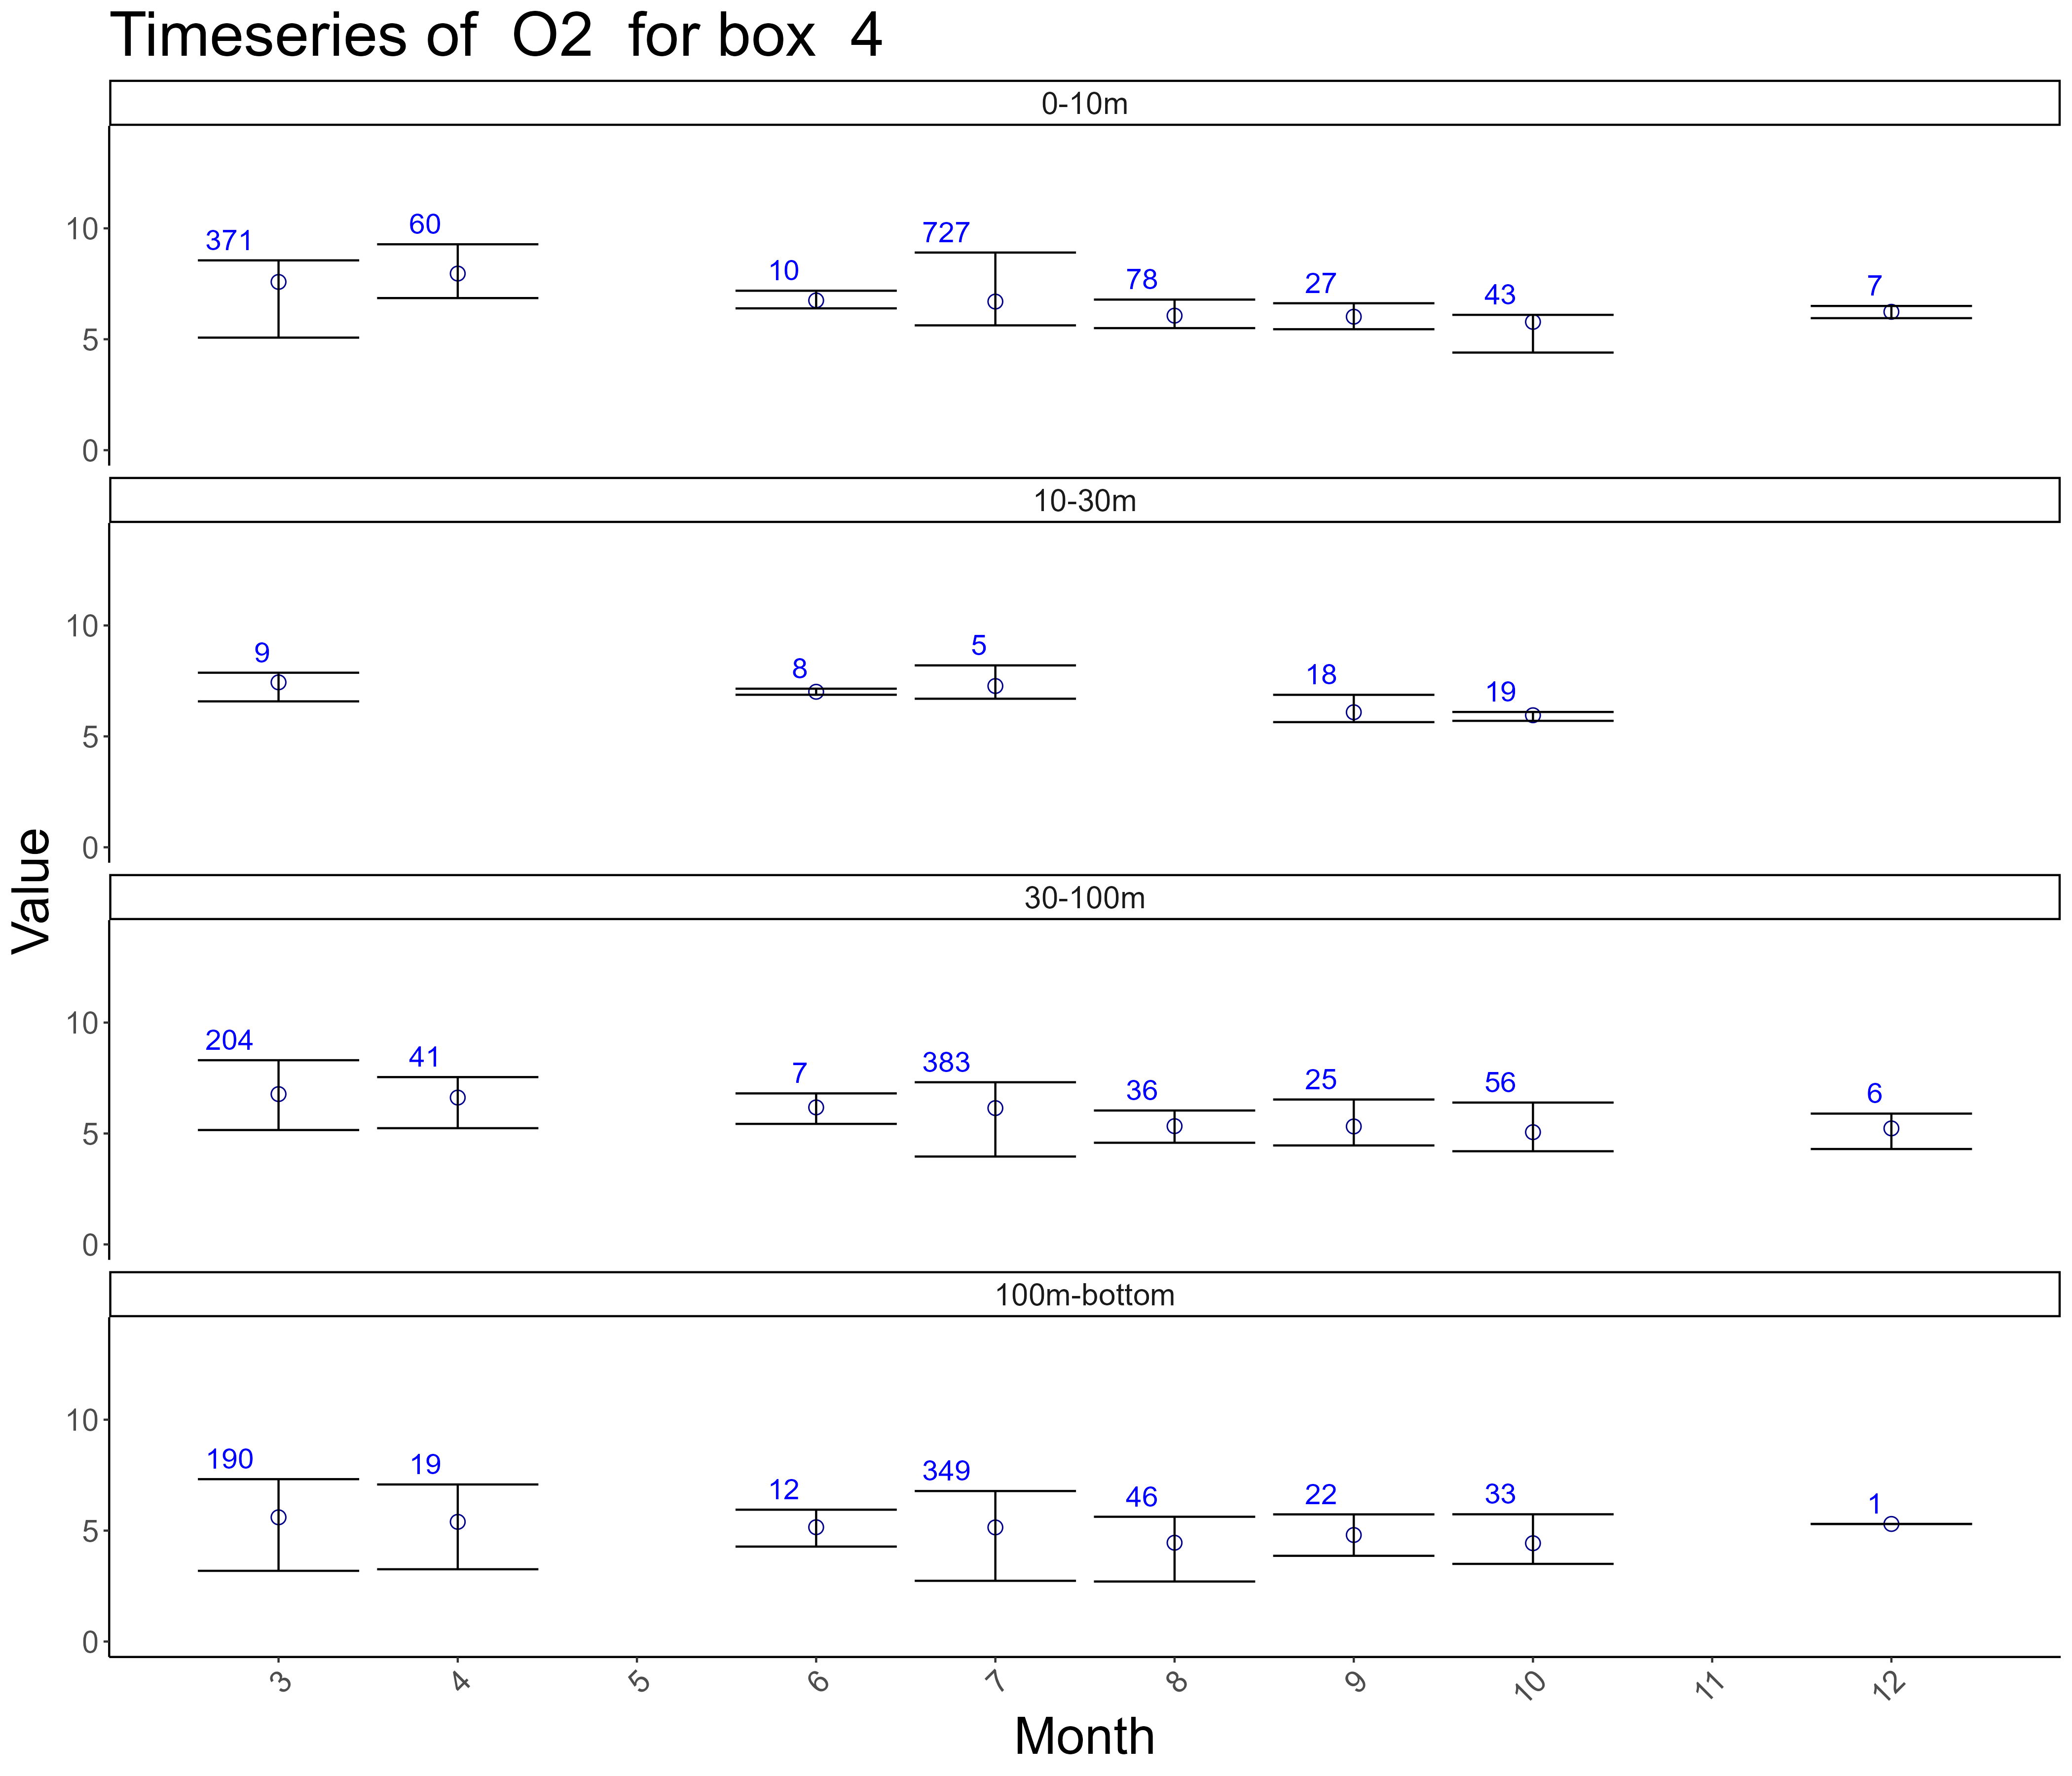 Timeseries of  O2  for box  4
0-10m
371 60 10 727 78 27 43 7
10
5
0
10-30m
9 8 5 18 19
10
5
0
30-100m
204 41 7 383 36 25 56 6
10
5
0
100m-bottom
190 19 12 349 46 22 33 1
10
5
0
3 4 5 6 7 8 9 10 11 12
Month
Value